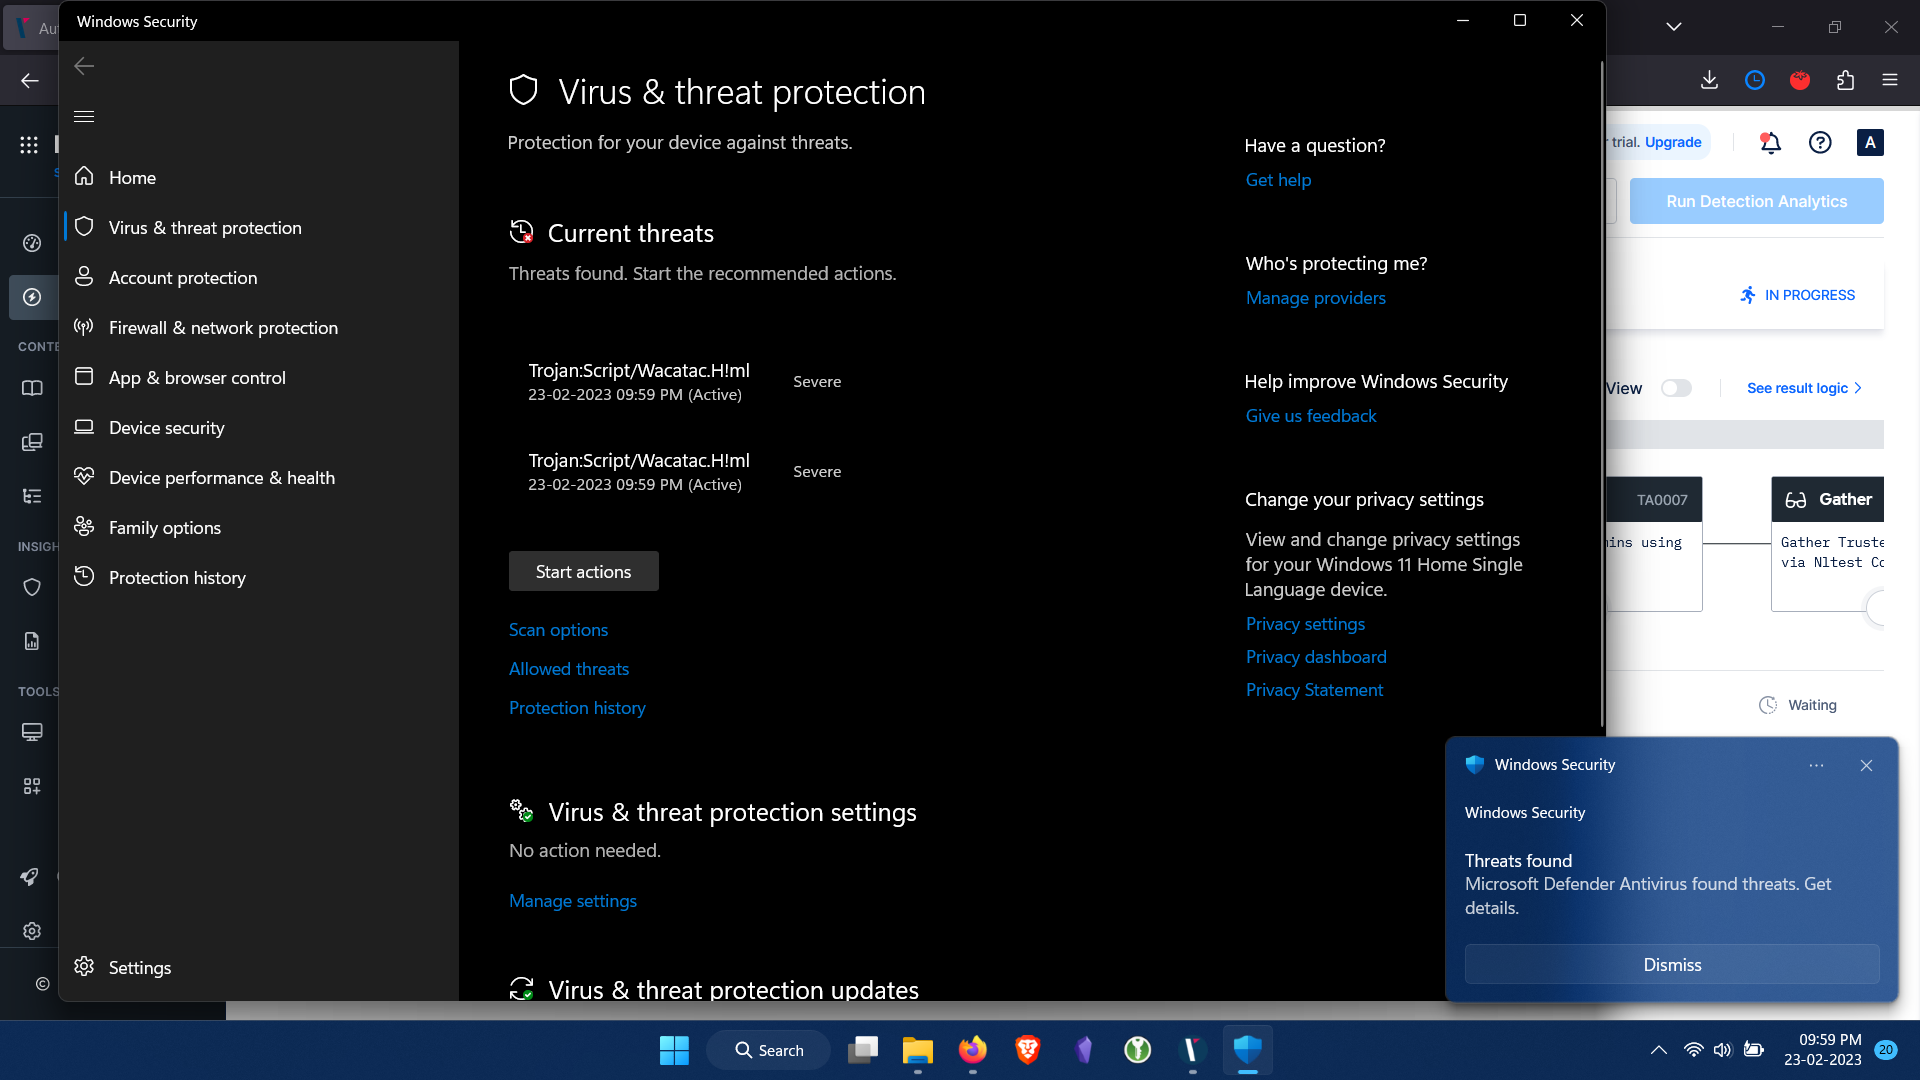 Windows Security
Home
Virus & threat protection
Account protection
Firewall & network protection
App & browser control
Device security
Device performance & health
Family options
Protection history
Settings
Virus & threat protection
Protection for your device against threats.
Current threats
Threats found. Start the recommended actions.
Trojan:Script/Wacatac.H!ml
23-02-2023 09:59 PM (Active)
Severe
Trojan:Script/Wacatac.H!ml
23-02-2023 09:59 PM (Active)
Severe
Start actions
Scan options
Allowed threats
Protection history
Virus & threat protection settings
No action needed.
Manage settings
Virus & threat protection updates
Have a question?
Get help
Who's protecting me?
Manage providers
Help improve Windows Security
Give us feedback
Change your privacy settings
View and change privacy settings
for your Windows 11 Home Single
Language device.
Privacy settings
Privacy dashboard
Privacy Statement
CONTE
INSIGH
TOOLS
trial. Upgrade
A
Run Detection Analytics
IN PROGRESS
View
See result logic
TA0007
Gather
using
Gather Truste
via Nltest Co
Waiting
Windows Security
Windows Security
Threats found
Microsoft Defender Antivirus found threats. Get
details.
Dismiss
Search
09:59 PM
23-02-2023
20